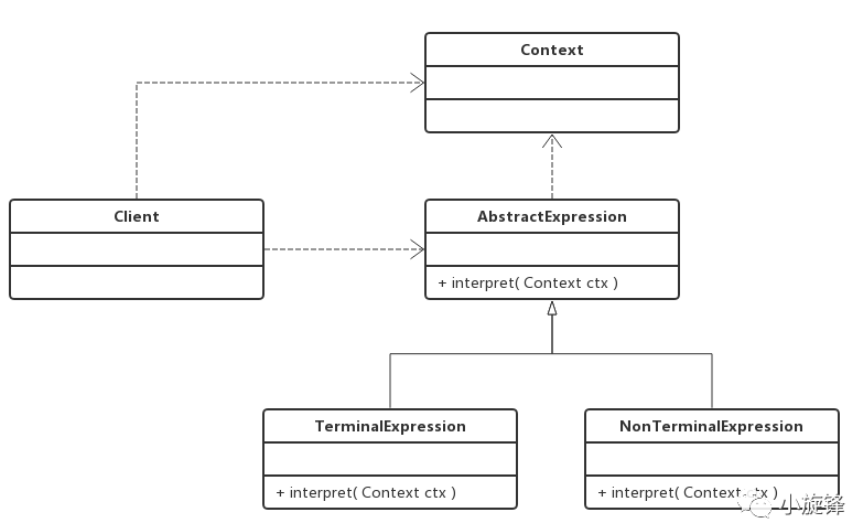 Context
Client
AbstractExpression
+ interpret( Context ctx )
TerminalExpression
NonTerminalExpression
+ interpret( Context ctx )
+ interpret( Context ctx )
小旋锋